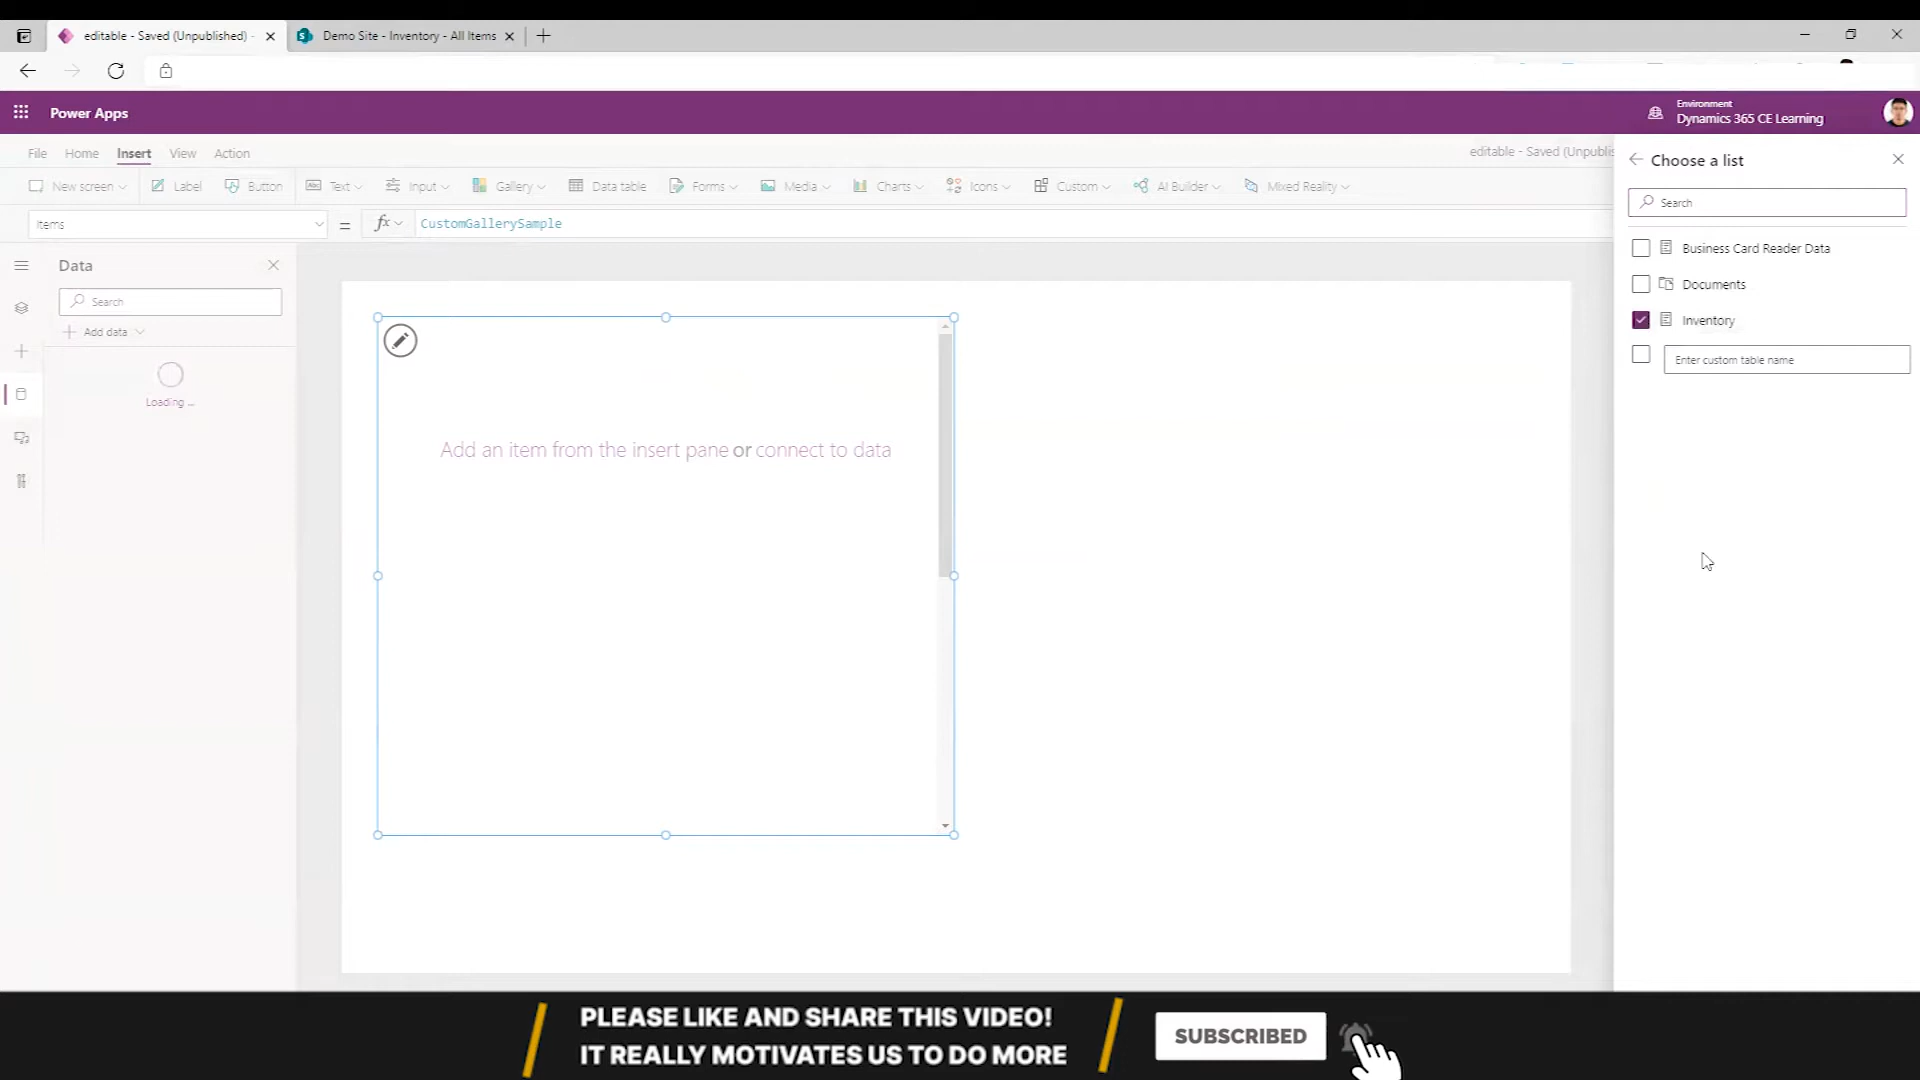 editable - Saved (Unpublished) -
Demo Site - Inventory - All Items
Power Apps
Environment
Dynamics 365 CE Learning
File Home Insert View Action
editable - Saved (Unpublis
New screen Label Button Text Input Gallery Data table Forms Media Charts Icons Custom AI Builder Mixed Reality
Items = fx CustomGallerySample
Data
Search
Add data
Loading ...
Add an item from the insert pane or connect to data
Choose a list
Search
Business Card Reader Data
Documents
Inventory
Enter custom table name
PLEASE LIKE AND SHARE THIS VIDEO!
IT REALLY MOTIVATES US TO DO MORE
SUBSCRIBED